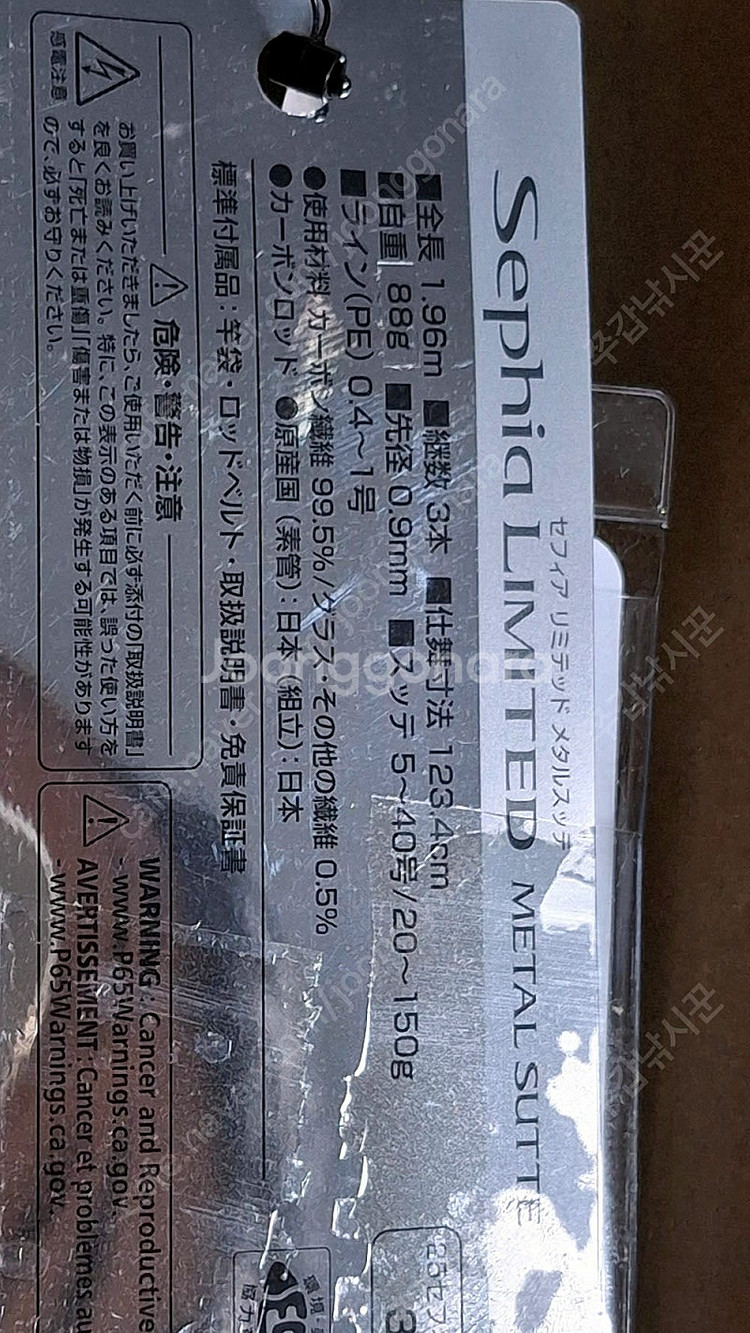 Sephia LIMITED METAL SUTTE
セフィア リミテッド メタルスッテ
■全長 1.96m ■継数 3本 ■仕舞寸法 123.4cm
■自重 88g ■先径 0.9mm ■スッテ 5～40号/20～150g
■ライン(PE) 0.4～1号
●使用材料:カーボン繊維 99.5%/グラス・その他の繊維 0.5%
●カーボンロッド ●原産国 (素管):日本 (組立):日本
標準付属品:竿袋・ロッドベルト・取扱説明書・免責保証書
危険・警告・注意
お買い上げいただきましたら、ご使用いただく前に必ず添付の「取扱説明書」
を良くお読みください。特に、この表示のある項目では、誤った使い方を
すると「死亡または重傷」「傷害または物損」が発生する可能性があります
ので、必ずお守りください。
感電注意
WARNING : Cancer and Reproductive
- www.P65Warnings.ca.gov.
AVERTISSEMENT : Cancer et problèmes au
- www.P65Warnings.ca.gov.
Joonggonara
쭈갑낚시꾼